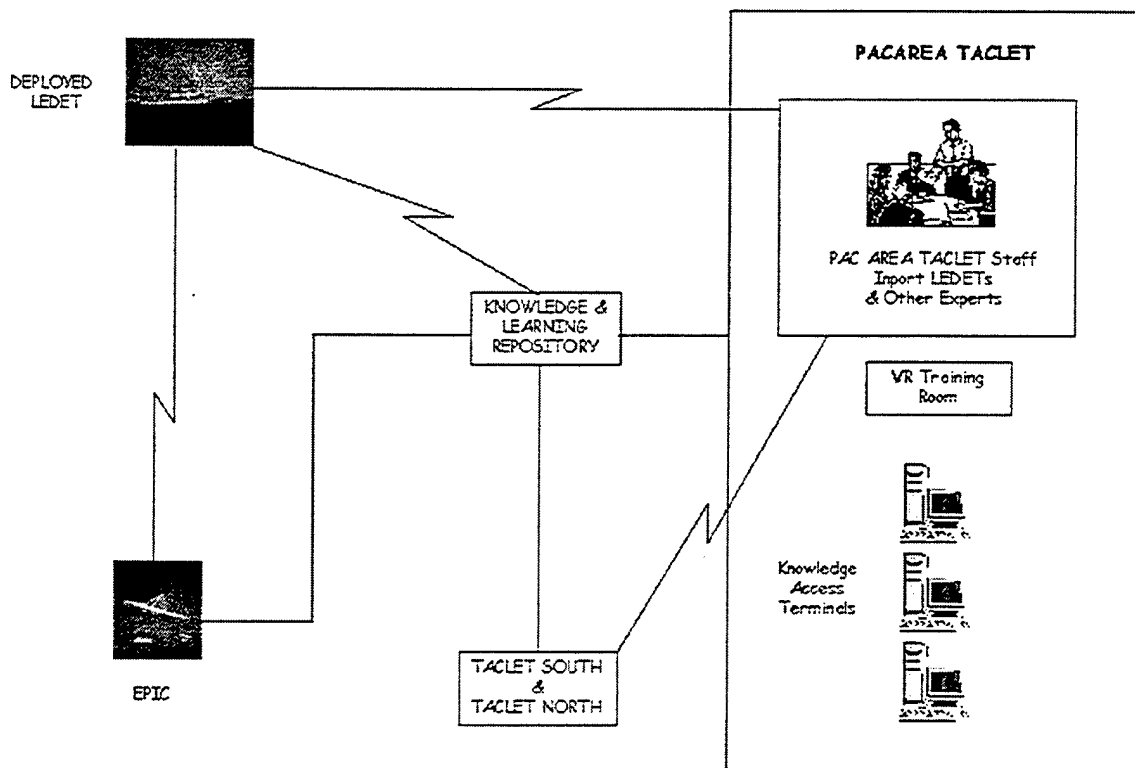 PACAREA TACLET
DEPLOYED
LEDET
PAC AREA TACLET Staff
Inport LEDETs
& Other Experts
KNOWLEDGE &
LEARNING
REPOSITORY
VR Training
Room
Knowledge
Access
Terminals
TACLET SOUTH
&
TACLET NORTH
EPIC